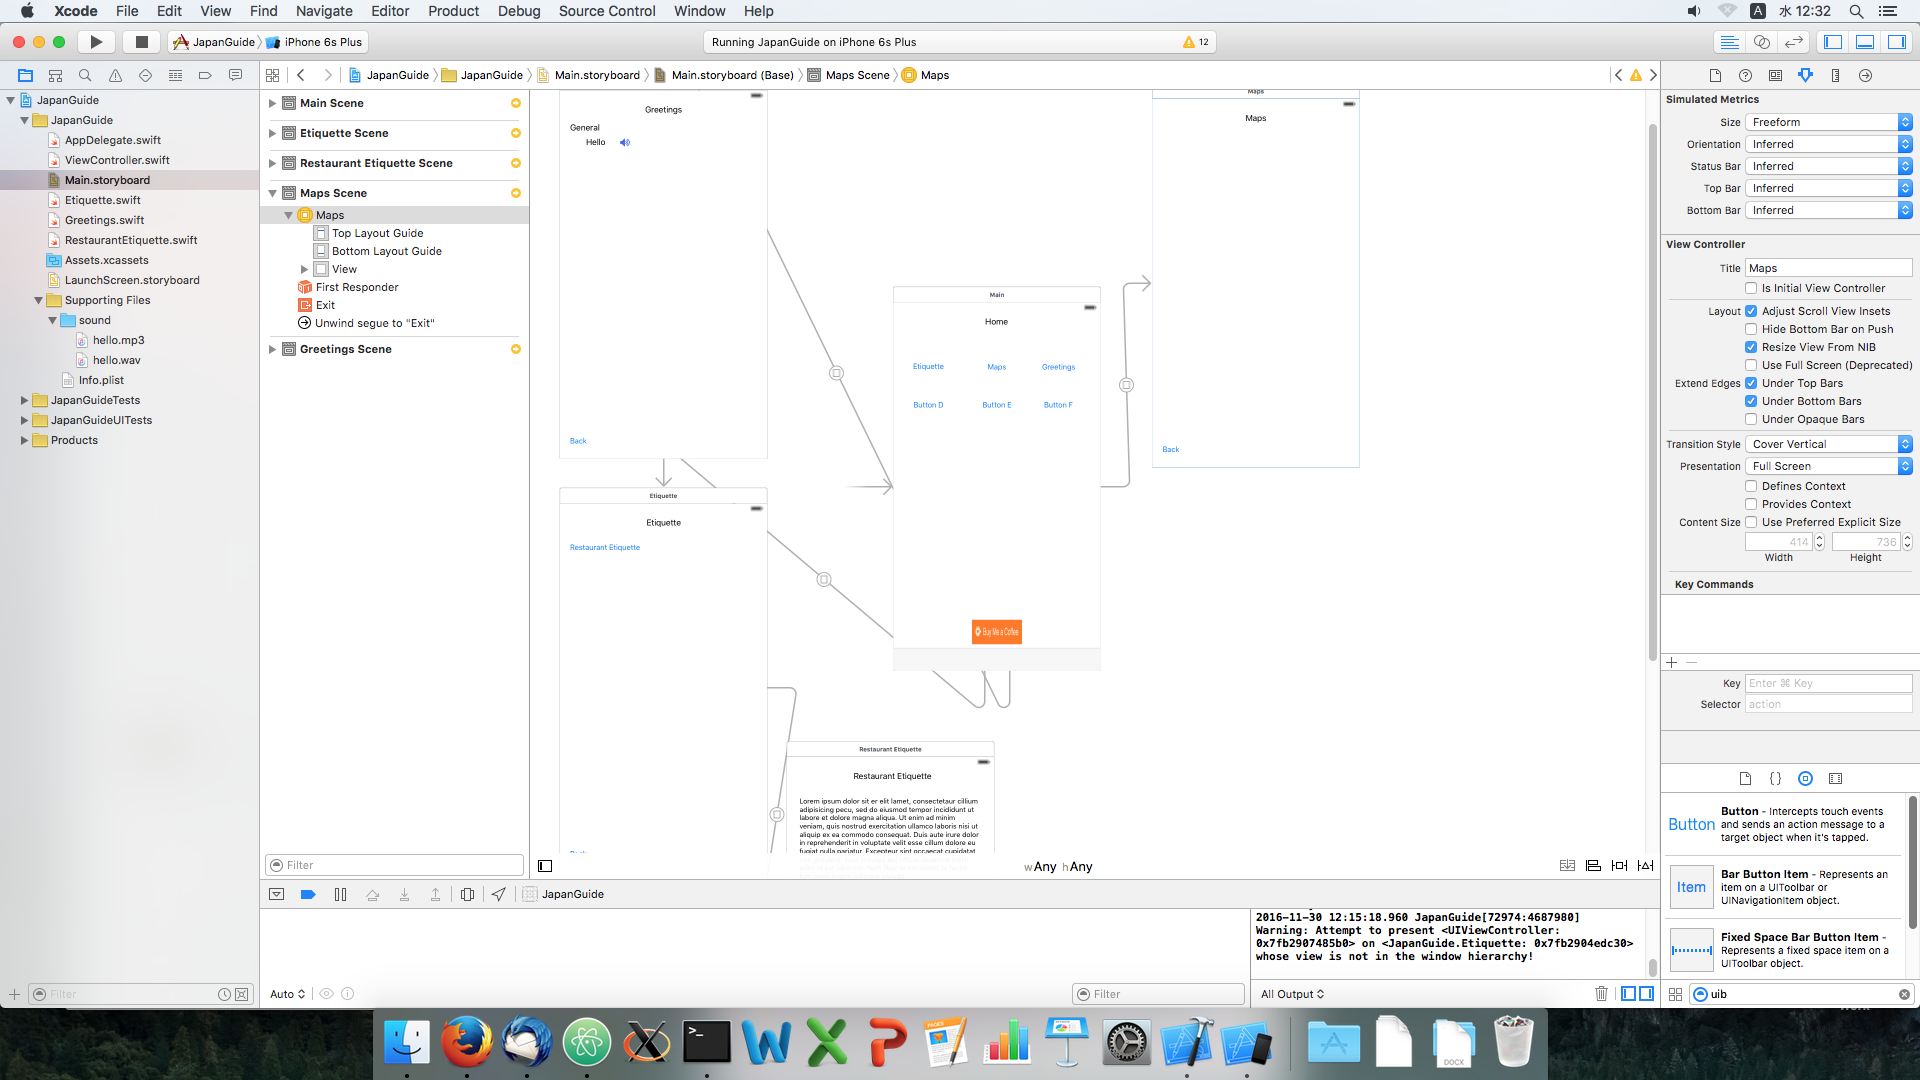 Xcode File Edit View Find Navigate Editor Product Debug Source Control Window Help
A 水 12:32
JapanGuide iPhone 6s Plus
Running JapanGuide on iPhone 6s Plus
12
JapanGuide JapanGuide Main.storyboard Main.storyboard (Base) Maps Scene Maps
JapanGuide
JapanGuide
AppDelegate.swift
ViewController.swift
Main.storyboard
Etiquette.swift
Greetings.swift
RestaurantEtiquette.swift
Assets.xcassets
LaunchScreen.storyboard
Supporting Files
sound
hello.mp3
hello.wav
Info.plist
JapanGuideTests
JapanGuideUITests
Products
Filter
Main Scene
Etiquette Scene
Restaurant Etiquette Scene
Maps Scene
Maps
Top Layout Guide
Bottom Layout Guide
View
First Responder
Exit
Unwind segue to "Exit"
Greetings Scene
Filter
Greetings
General
Hello
Back
Etiquette
Etiquette
Restaurant Etiquette
Main
Home
Etiquette Maps Greetings
Button D Button E Button F
Buy Me a Coffee
Maps
Maps
Back
Restaurant Etiquette
Restaurant Etiquette
Lorem ipsum dolor sit er elit lamet, consectetaur cillium
adipisicing pecu, sed do eiusmod tempor incididunt ut
labore et dolore magna aliqua. Ut enim ad minim
veniam, quis nostrud exercitation ullamco laboris nisi ut
aliquip ex ea commodo consequat. Duis aute irure dolor
in reprehenderit in voluptate velit esse cillum dolore eu
fugiat nulla pariatur. Excepteur sint occaecat cupidatat
wAny hAny
JapanGuide
2016-11-30 12:15:18.960 JapanGuide[72974:4687980]
Warning: Attempt to present <UIViewController:
0x7fb2907485b0> on <JapanGuide.Etiquette: 0x7fb2904edc30>
whose view is not in the window hierarchy!
Auto
Filter
All Output
Simulated Metrics
Size Freeform
Orientation Inferred
Status Bar Inferred
Top Bar Inferred
Bottom Bar Inferred
View Controller
Title Maps
Is Initial View Controller
Layout Adjust Scroll View Insets
Hide Bottom Bar on Push
Resize View From NIB
Use Full Screen (Deprecated)
Extend Edges Under Top Bars
Under Bottom Bars
Under Opaque Bars
Transition Style Cover Vertical
Presentation Full Screen
Defines Context
Provides Context
Content Size Use Preferred Explicit Size
414 736
Width Height
Key Commands
Key Enter ⌘ Key
Selector action
Button
Button - Intercepts touch events
and sends an action message to a
target object when it's tapped.
Item
Bar Button Item - Represents an
item on a UIToolbar or
UINavigationItem object.
Fixed Space Bar Button Item -
Represents a fixed space item on a
UIToolbar object.
uib
PAGES
DOCX